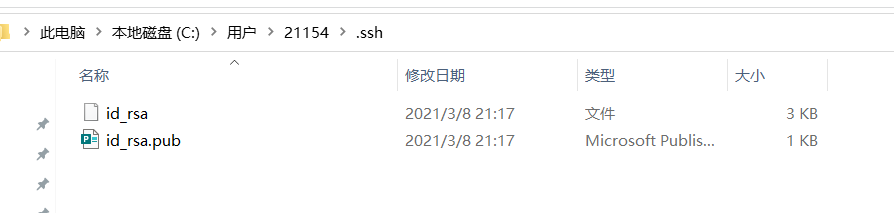 此电脑 > 本地磁盘 (C:) > 用户 > 21154 > .ssh
名称 修改日期 类型 大小
id_rsa 2021/3/8 21:17 文件 3 KB
id_rsa.pub 2021/3/8 21:17 Microsoft Publis... 1 KB